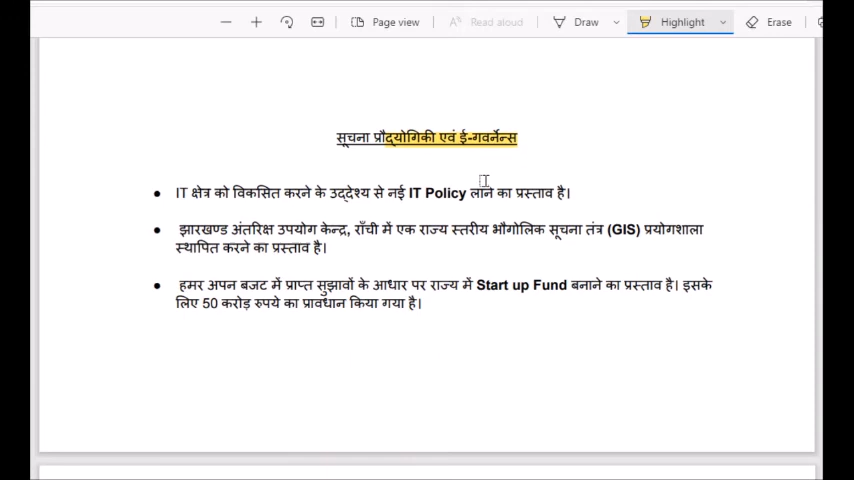 Page view
Read aloud
Draw
Highlight
Erase
सूचना प्रौद्योगिकी एवं ई-गवर्नेन्स
● IT क्षेत्र को विकसित करने के उद्देश्य से नई IT Policy लाने का प्रस्ताव है।
● झारखण्ड अंतरिक्ष उपयोग केन्द्र, राँची में एक राज्य स्तरीय भौगोलिक सूचना तंत्र (GIS) प्रयोगशाला
स्थापित करने का प्रस्ताव है।
● हमर अपन बजट में प्राप्त सुझावों के आधार पर राज्य में Start up Fund बनाने का प्रस्ताव है। इसके
लिए 50 करोड़ रुपये का प्रावधान किया गया है।